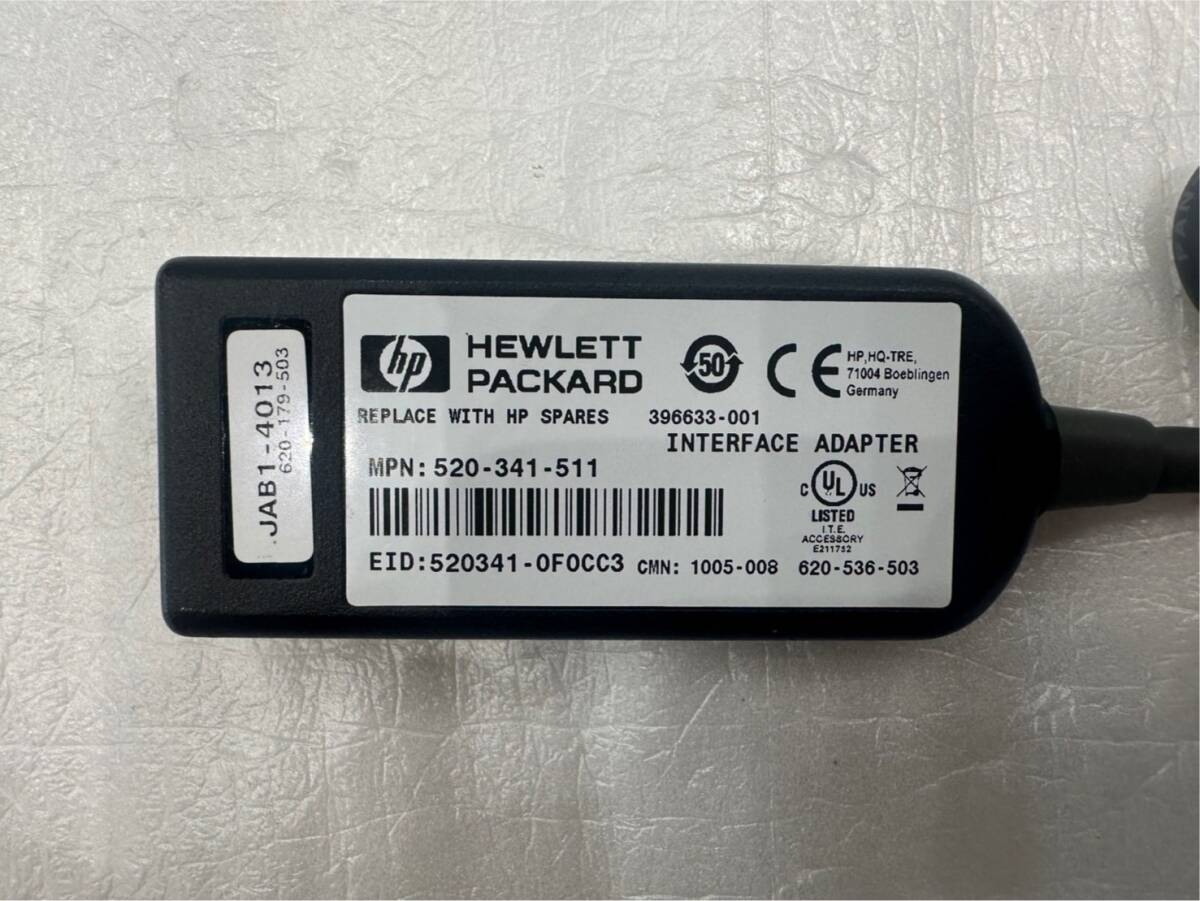 .JAB1-4013
620-179-503
hp HEWLETT
PACKARD
50
CE
HP,HQ-TRE,
71004 Boeblingen
Germany
REPLACE WITH HP SPARES 396633-001
INTERFACE ADAPTER
MPN: 520-341-511
C UL US
LISTED
I.T.E.
ACCESSORY
E211752
EID:520341-0F0CC3 CMN: 1005-008 620-536-503